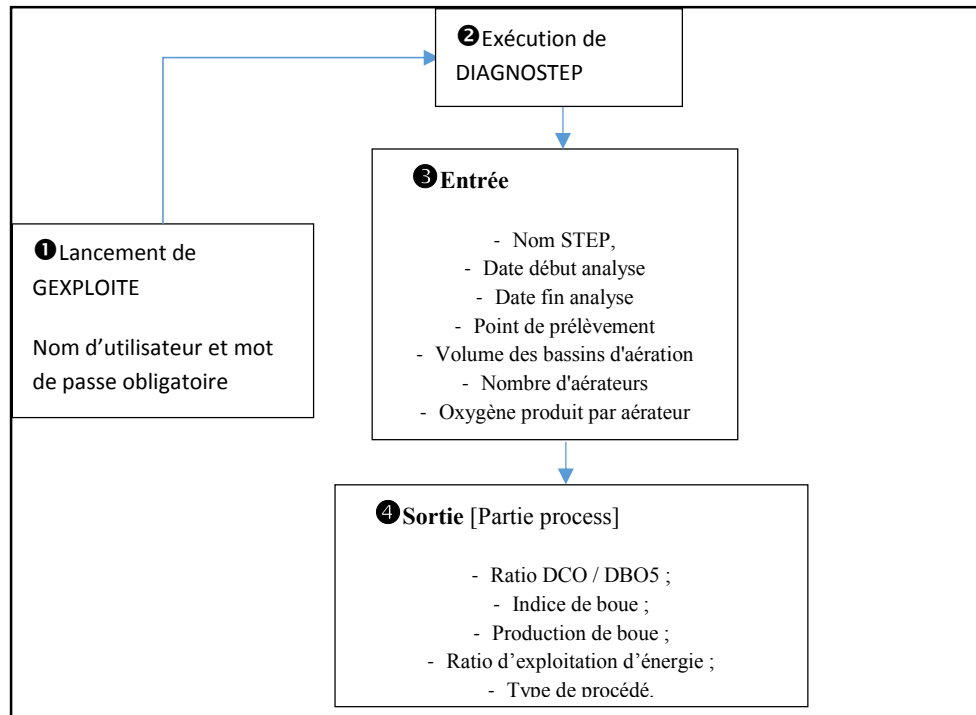 ❶Lancement de
GEXPLOITE
Nom d'utilisateur et mot
de passe obligatoire
❷Exécution de
DIAGNOSTEP
❸Entrée
- Nom STEP,
- Date début analyse
- Date fin analyse
- Point de prélèvement
- Volume des bassins d'aération
- Nombre d'aérateurs
- Oxygène produit par aérateur
❹Sortie [Partie process]
- Ratio DCO / DBO5 ;
- Indice de boue ;
- Production de boue ;
- Ratio d'exploitation d'énergie ;
- Type de procédé.